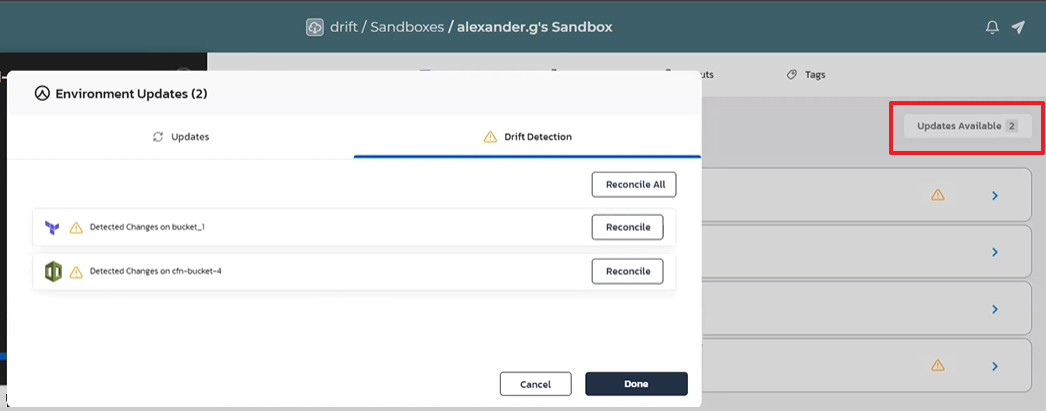 drift / Sandboxes / alexander.g's Sandbox
uts
Tags
Environment Updates (2)
Updates Available 2
Updates
Drift Detection
Reconcile All
Detected Changes on bucket_1
Reconcile
Detected Changes on cfn-bucket-4
Reconcile
Cancel
Done